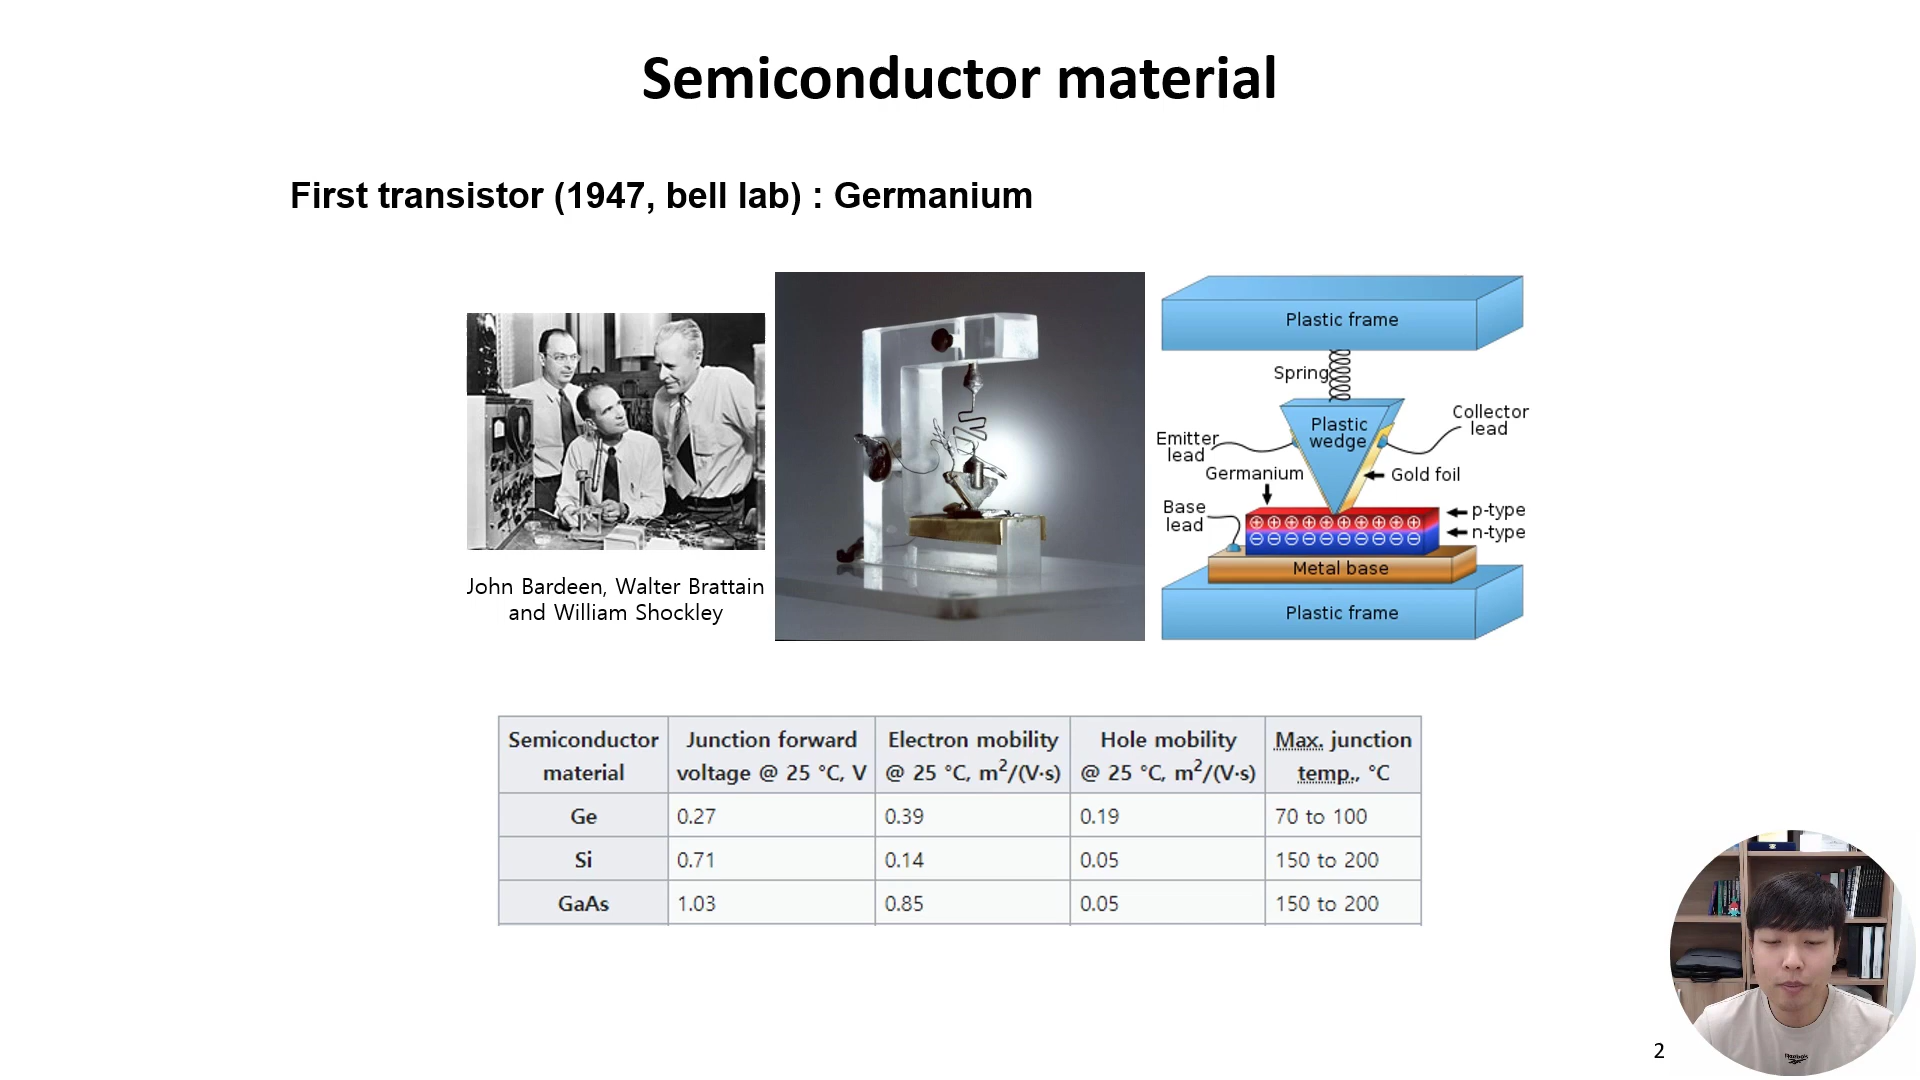 Semiconductor material
First transistor (1947, bell lab) : Germanium
John Bardeen, Walter Brattain
and William Shockley
Plastic frame
Spring
Plastic
wedge
Collector
lead
Emitter
lead
Germanium
Gold foil
Base
lead
p-type
n-type
Metal base
Plastic frame
Semiconductor material Junction forward voltage @ 25 °C, V Electron mobility @ 25 °C, m²/(V·s) Hole mobility @ 25 °C, m²/(V·s) Max. junction temp., °C
Ge 0.27 0.39 0.19 70 to 100
Si 0.71 0.14 0.05 150 to 200
GaAs 1.03 0.85 0.05 150 to 200
Reebok
2